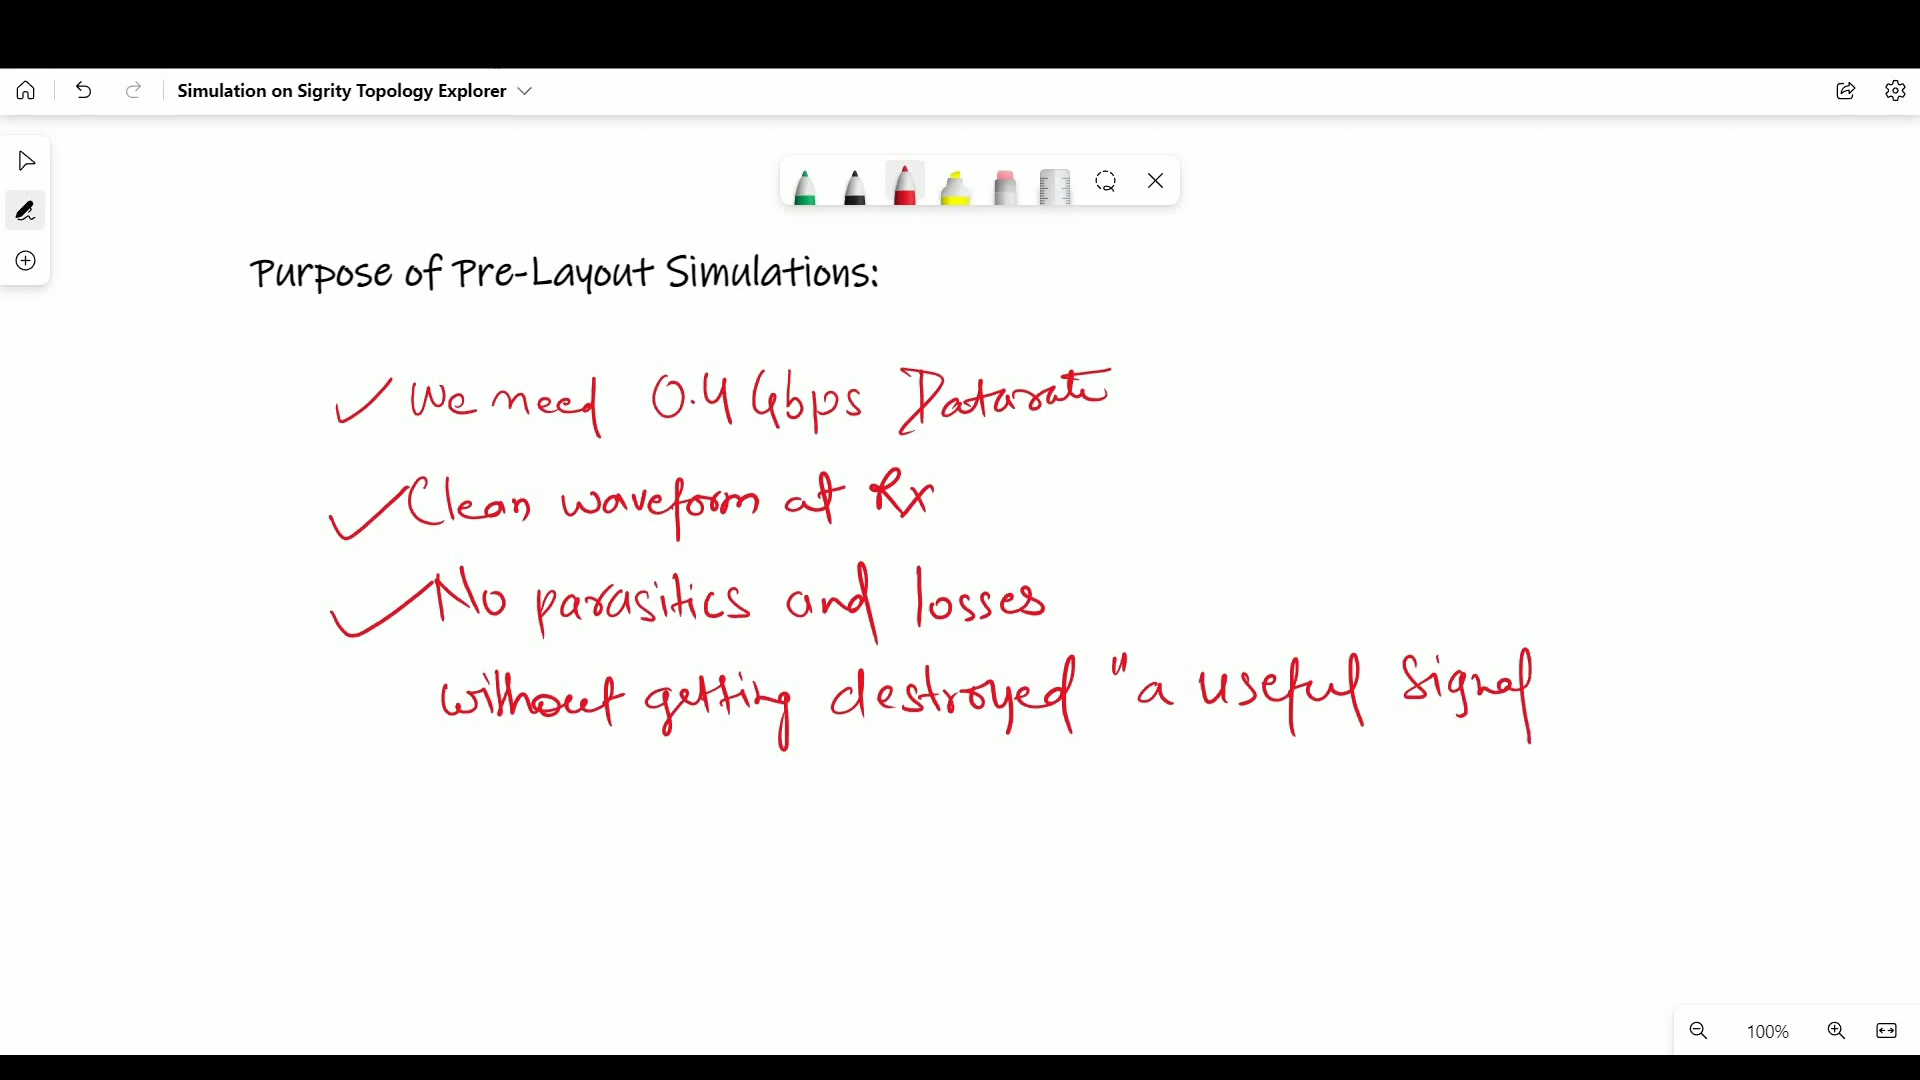 Simulation on Sigrity Topology Explorer
Purpose of Pre-Layout Simulations:
We need 0.4 Gbps Datarate
Clean waveform at Rx
No parasitics and losses
without getting destroyed "a useful signal
100%